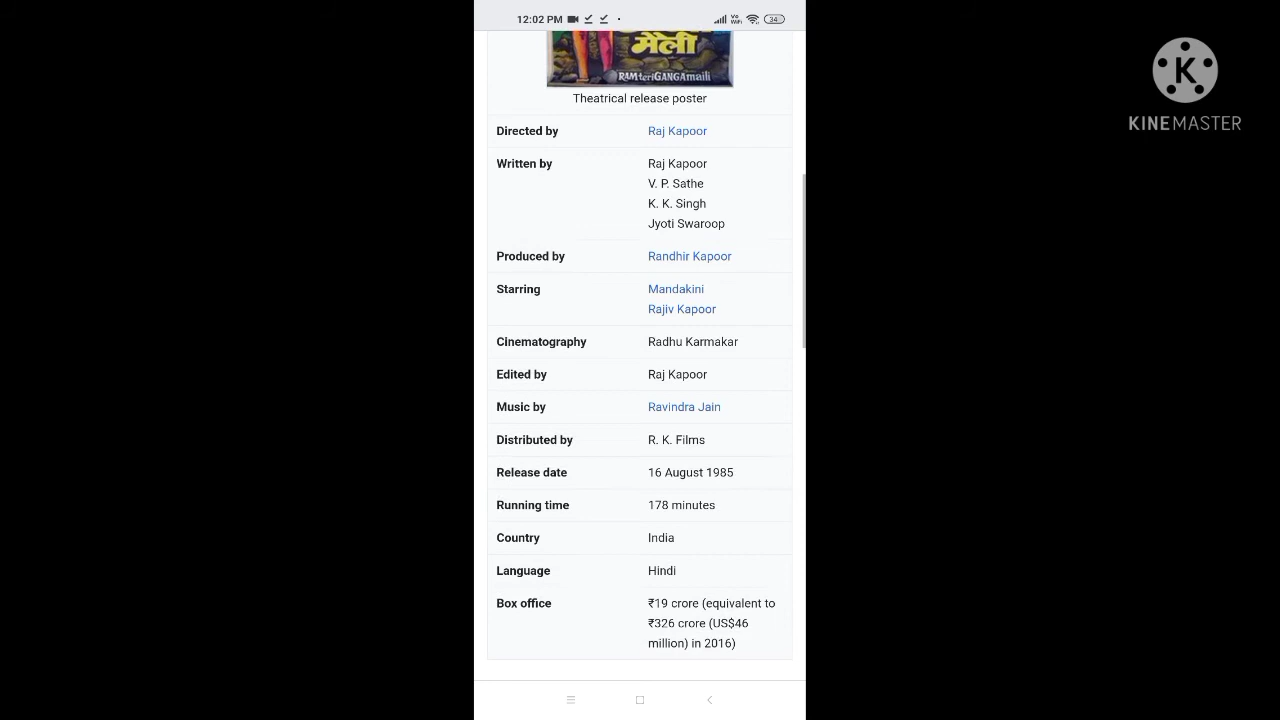 12:02 PM
Vo
WiFi
34
मैली
RAM teri GANGA maili
Theatrical release poster
Directed by Raj Kapoor
Written by Raj Kapoor
V. P. Sathe
K. K. Singh
Jyoti Swaroop
Produced by Randhir Kapoor
Starring Mandakini
Rajiv Kapoor
Cinematography Radhu Karmakar
Edited by Raj Kapoor
Music by Ravindra Jain
Distributed by R. K. Films
Release date 16 August 1985
Running time 178 minutes
Country India
Language Hindi
Box office ₹19 crore (equivalent to
₹326 crore (US$46
million) in 2016)
K
KINEMASTER